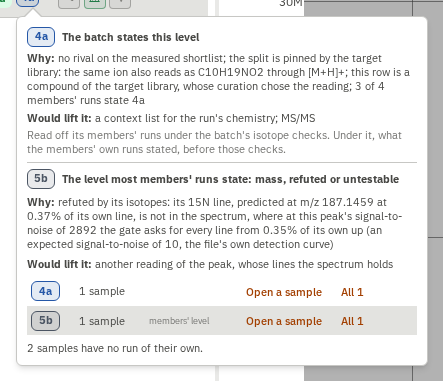 30M
4a The batch states this level
Why: no rival on the measured shortlist; the split is pinned by the target
library: the same ion also reads as C10H19NO2 through [M+H]+; this row is a
compound of the target library, whose curation chose the reading; 3 of 4
members' runs state 4a
Would lift it: a context list for the run's chemistry; MS/MS
Read off its members' runs under the batch's isotope checks. Under it, what
the members' own runs stated, before those checks.
5b The level most members' runs state: mass, refuted or untestable
Why: refuted by its isotopes: its 15N line, predicted at m/z 187.1459 at
0.37% of its own line, is not in the spectrum, where at this peak's signal-to-
noise of 2892 the gate asks for every line from 0.35% of its own up (an
expected signal-to-noise of 10, the file's own detection curve)
Would lift it: another reading of the peak, whose lines the spectrum holds
4a 1 sample Open a sample All 1
5b 1 sample members' level Open a sample All 1
2 samples have no run of their own.